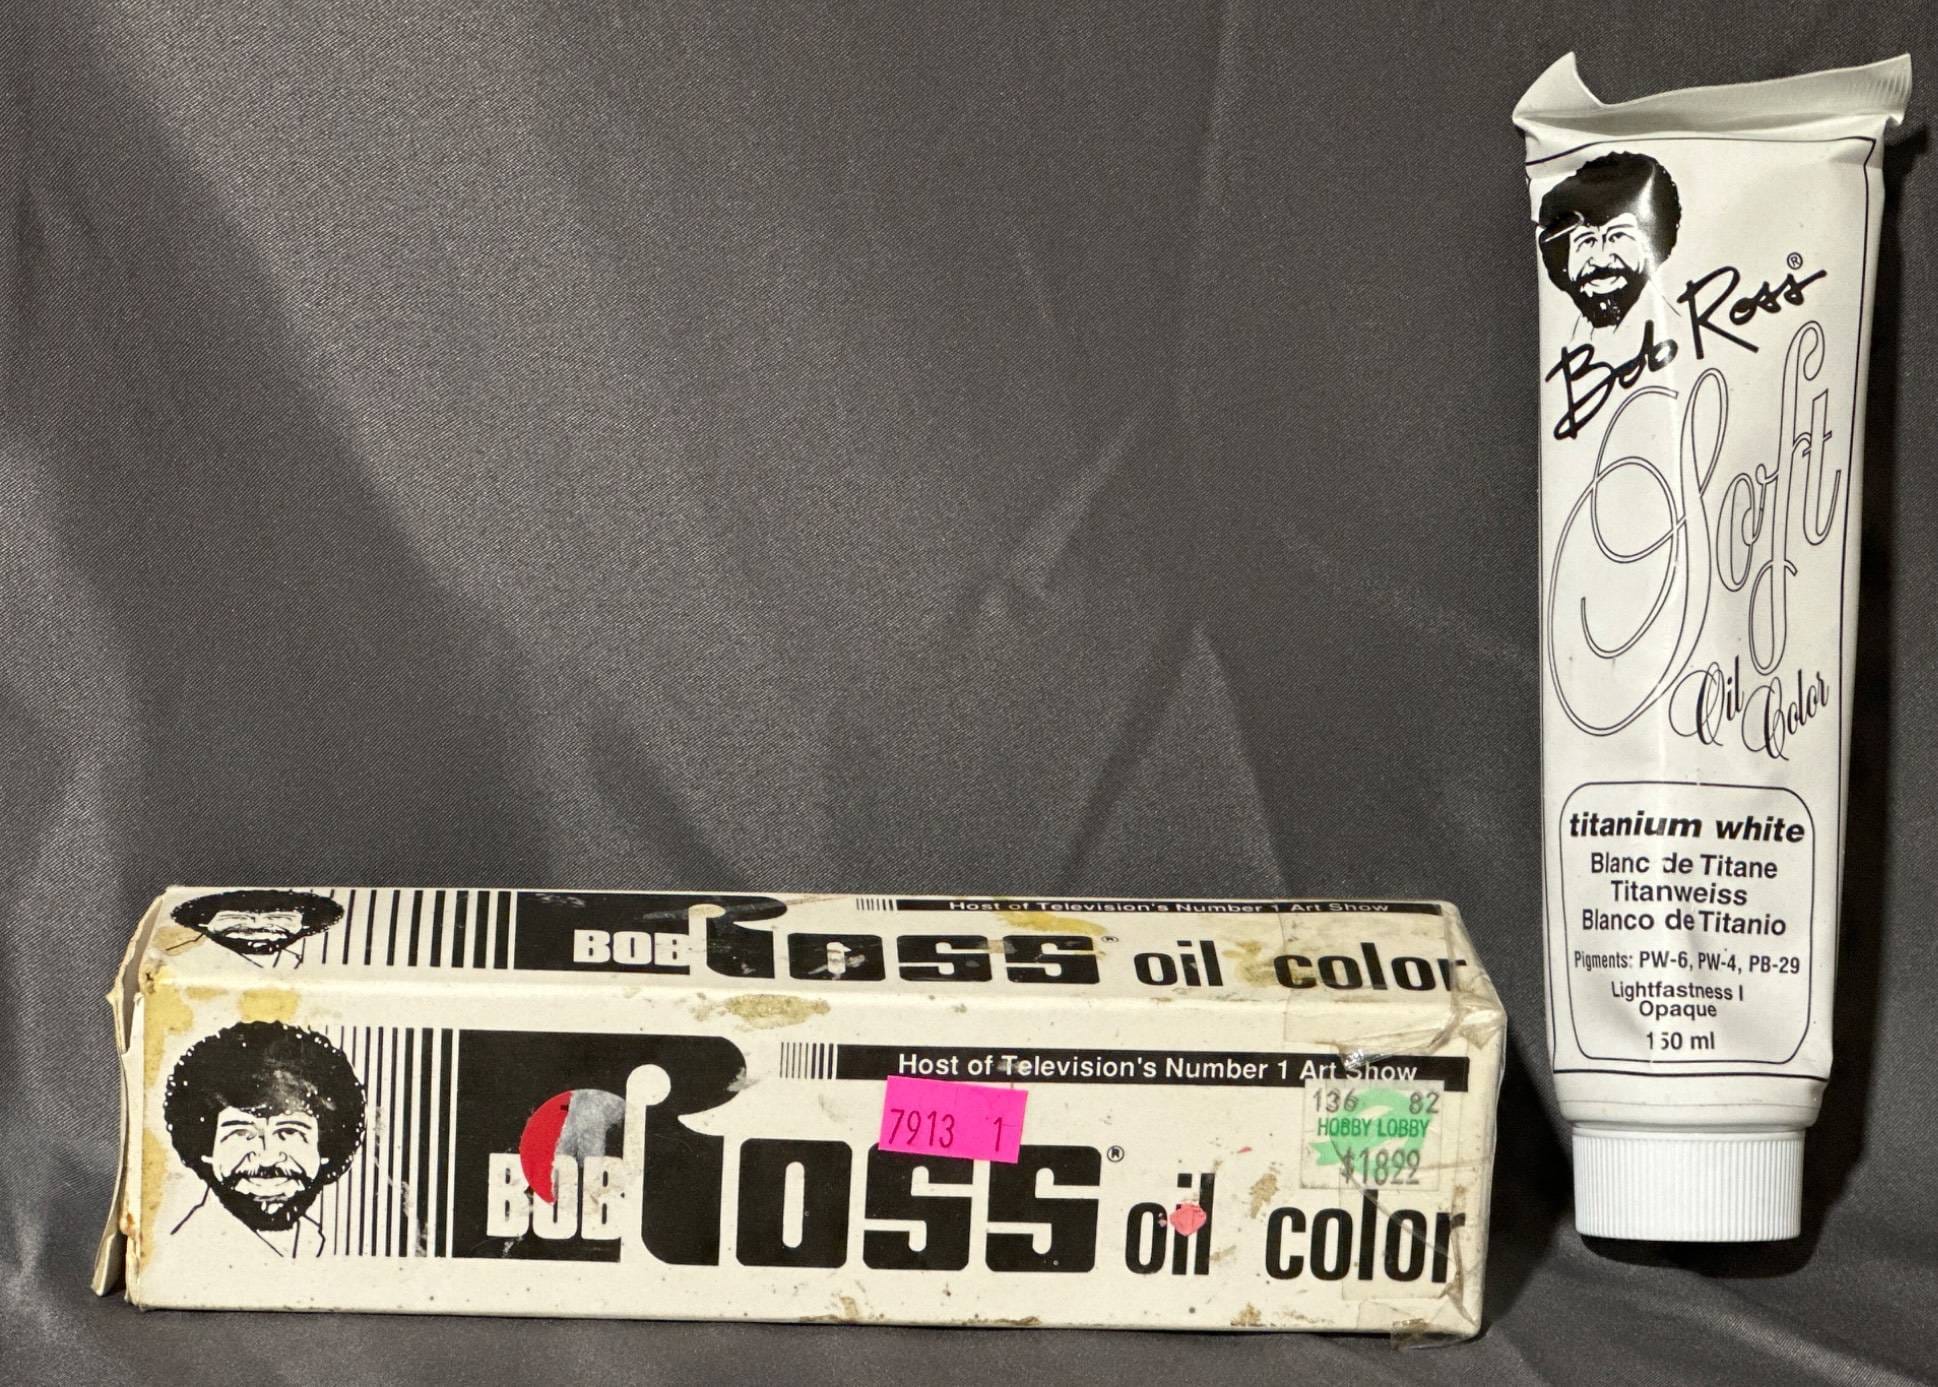 Bob Ross®
Soft
Oil Color
titanium white
Blanc de Titane
Titanweiss
Blanco de Titanio
Pigments: PW-6, PW-4, PB-29
Lightfastness I
Opaque
150 ml
Host of Television's Number 1 Art Show
BOB Ross® oil color
Host of Television's Number 1 Art Show
BOB Ross® oil color
7913 1
136 82
HOBBY LOBBY
$18.99